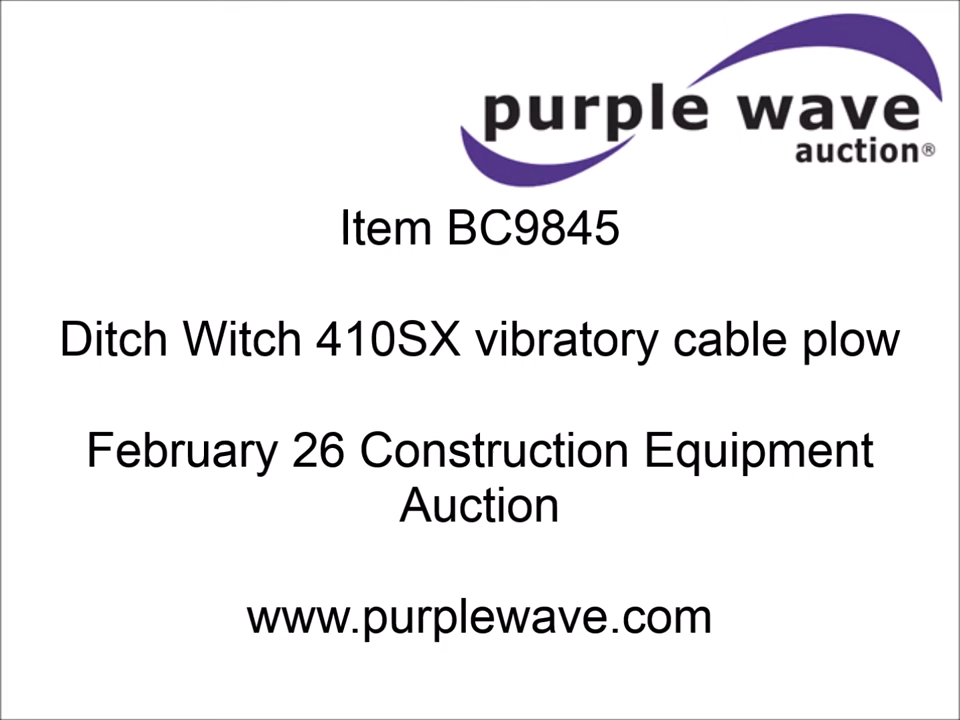 purple wave
auction®
Item BC9845
Ditch Witch 410SX vibratory cable plow
February 26 Construction Equipment
Auction
www.purplewave.com